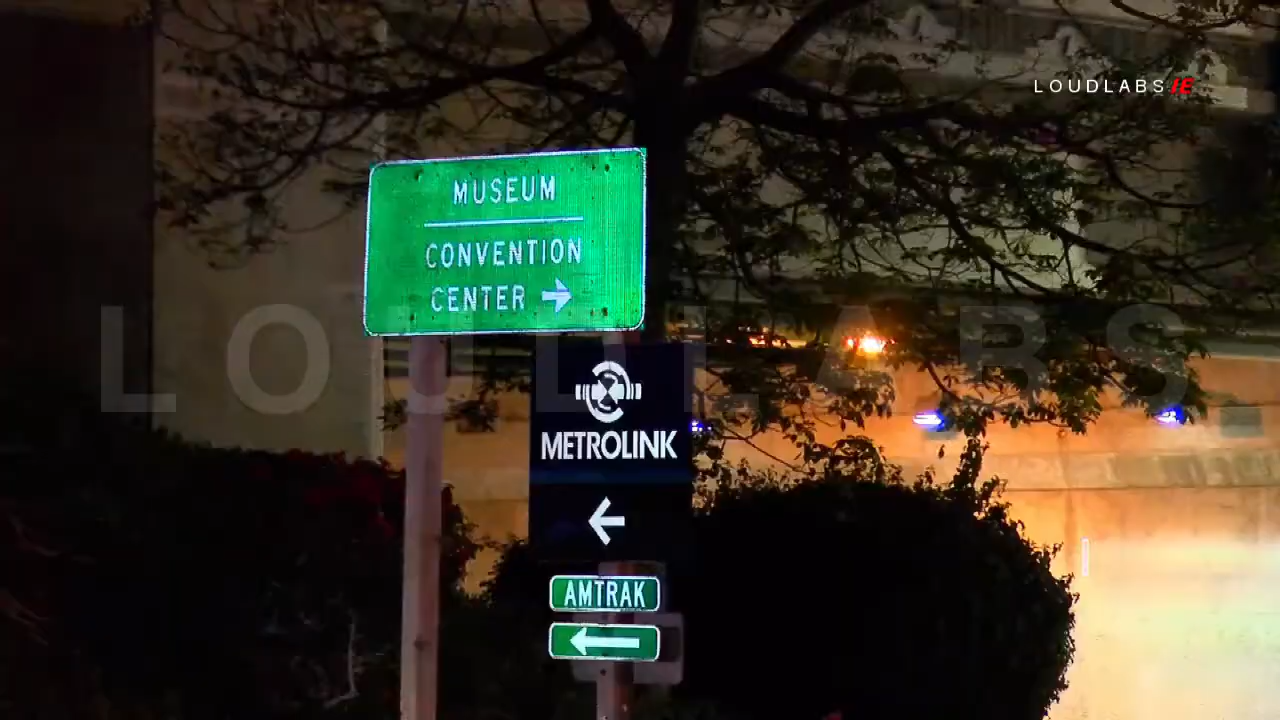 LOUDLABS IE
MUSEUM
CONVENTION
CENTER →
LOUDLABS
METROLINK
←
AMTRAK
←